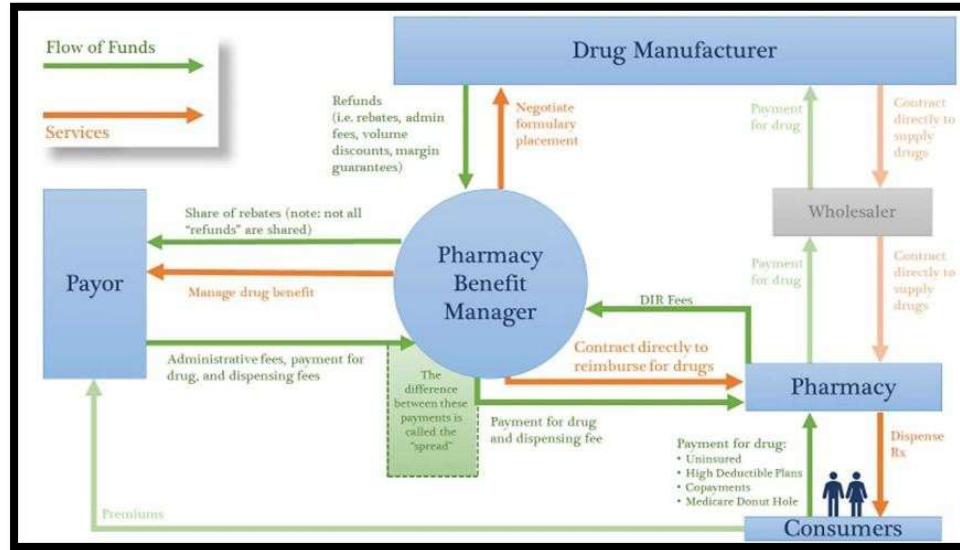 Flow of Funds
Services
Drug Manufacturer
Refunds
(i.e. rebates, admin
fees, volume
discounts, margin
guarantees)
Negotiate
formulary
placement
Payment
for drug
Contract
directly to
supply
drugs
Wholesaler
Share of rebates (note: not all
"refunds" are shared)
Payor
Manage drug benefit
Pharmacy
Benefit
Manager
Payment
for drug
Contract
directly to
supply
drugs
DIR Fees
Administrative fees, payment for
drug, and dispensing fees
The
difference
between these
payments is
called the
"spread"
Contract directly to
reimburse for drugs
Pharmacy
Payment for drug
and dispensing fee
Payment for drug:
• Uninsured
• High Deductible Plans
• Copayments
• Medicare Donut Hole
Dispense
Rx
Premiums
Consumers